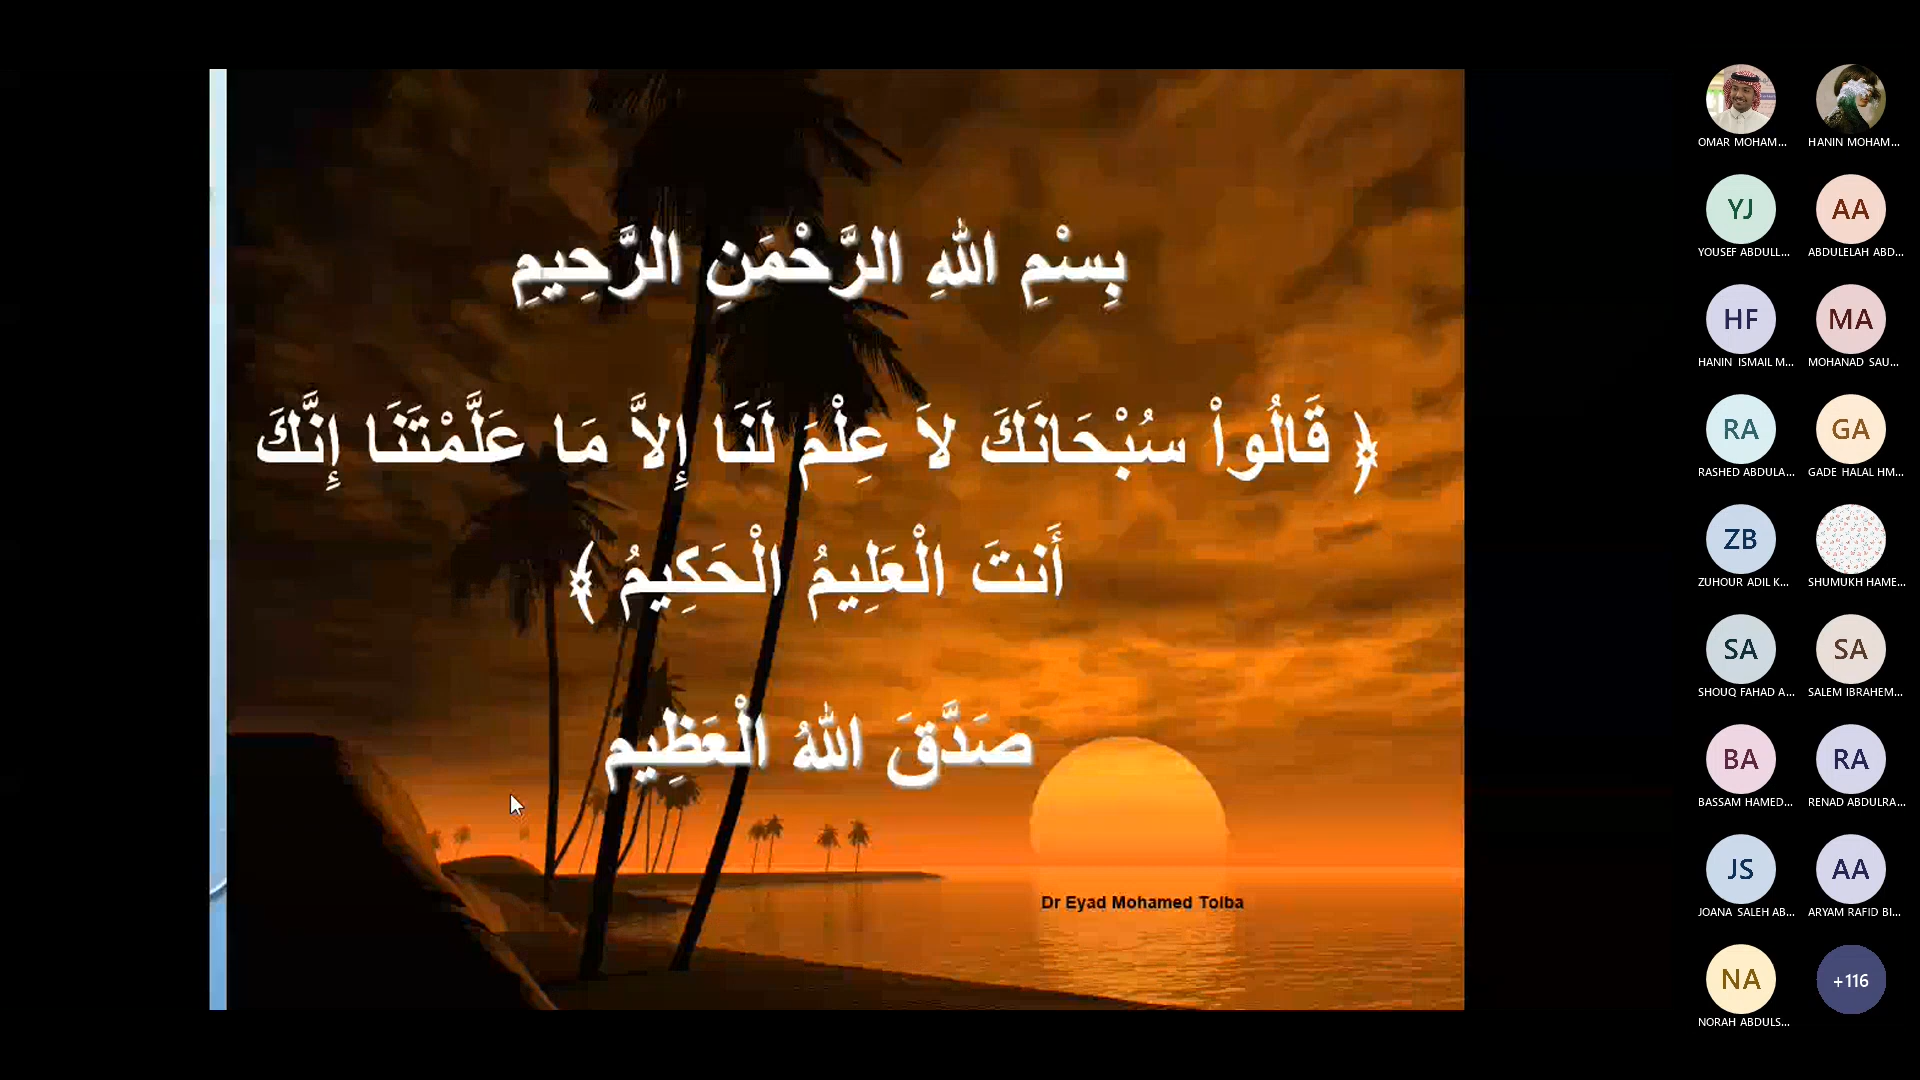 بِسْمِ اللهِ الرَّحْمَنِ الرَّحِيمِ
﴿ قَالُواْ سُبْحَانَكَ لاَ عِلْمَ لَنَا إِلاَّ مَا عَلَّمْتَنَا إِنَّكَ
أَنتَ الْعَلِيمُ الْحَكِيمُ ﴾
صَدَّقَ اللهُ الْعَظِيم
Dr Eyad Mohamed Tolba
OMAR MOHAM...
HANIN MOHAM...
YJ
AA
YOUSEF ABDULL...
ABDULELAH ABD...
HF
MA
HANIN ISMAIL M...
MOHANAD SAU...
RA
GA
RASHED ABDULA...
GADE HALAL HM...
ZB
ZUHOUR ADIL K...
SHUMUKH HAME...
SA
SA
SHOUQ FAHAD A...
SALEM IBRAHEM...
BA
RA
BASSAM HAMED...
RENAD ABDULRA...
JS
AA
JOANA SALEH AB...
ARYAM RAFID BI...
NA
+116
NORAH ABDULS...